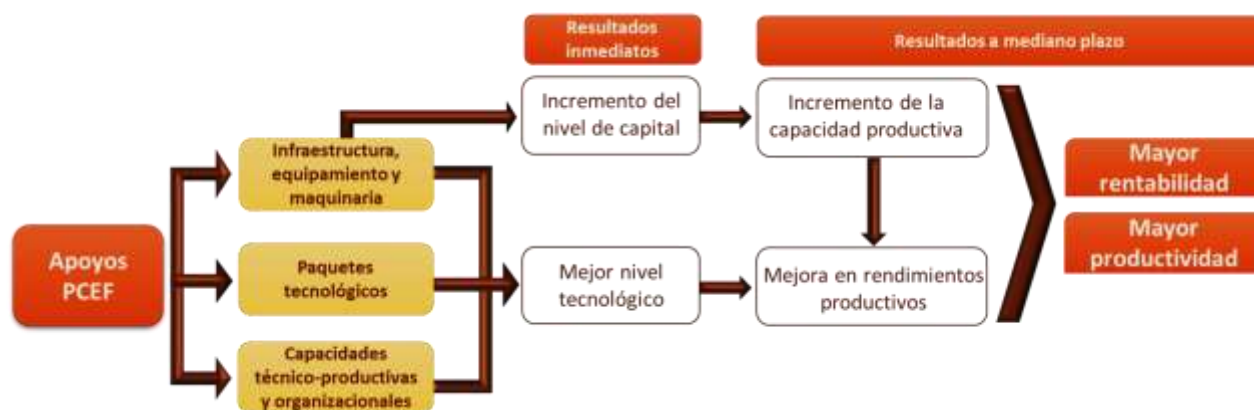 Resultados
inmediatos
Resultados a mediano plazo
Incremento del
nivel de capital
Incremento de la
capacidad productiva
Infraestructura,
equipamiento y
maquinaria
Mayor
rentabilidad
Mayor
productividad
Apoyos
PCEF
Paquetes
tecnológicos
Mejor nivel
tecnológico
Mejora en rendimientos
productivos
Capacidades
técnico-productivas
y organizacionales